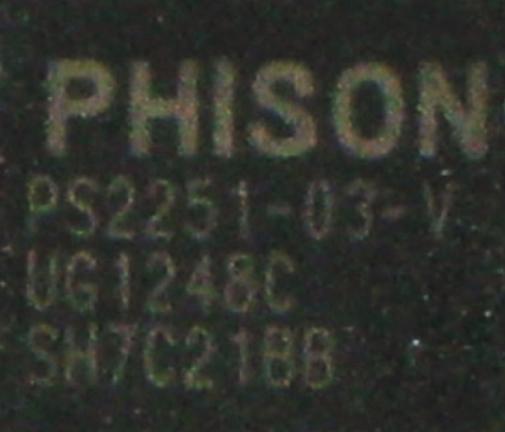 PHISON
PS2251-03-V
UG1248C
SH7C21BB